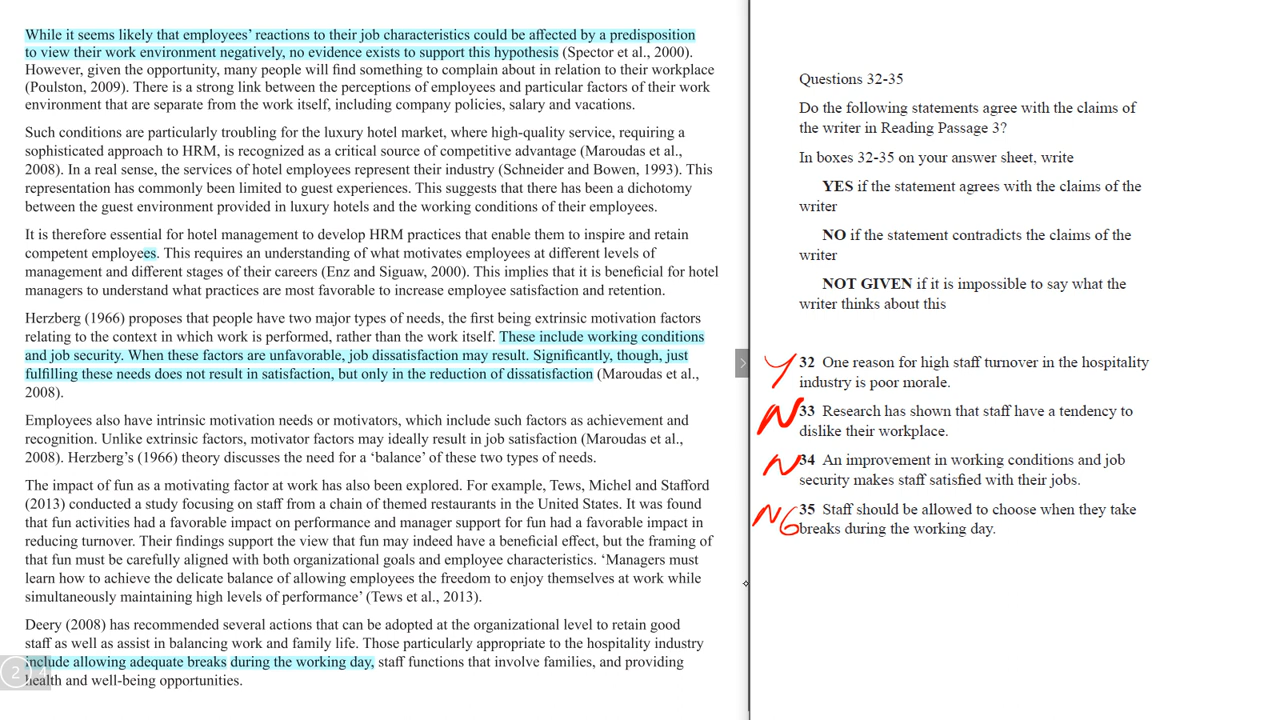 While it seems likely that employees’ reactions to their job characteristics could be affected by a predisposition
to view their work environment negatively, no evidence exists to support this hypothesis (Spector et al., 2000).
However, given the opportunity, many people will find something to complain about in relation to their workplace
(Poulston, 2009). There is a strong link between the perceptions of employees and particular factors of their work
environment that are separate from the work itself, including company policies, salary and vacations.
Such conditions are particularly troubling for the luxury hotel market, where high-quality service, requiring a
sophisticated approach to HRM, is recognized as a critical source of competitive advantage (Maroudas et al.,
2008). In a real sense, the services of hotel employees represent their industry (Schneider and Bowen, 1993). This
representation has commonly been limited to guest experiences. This suggests that there has been a dichotomy
between the guest environment provided in luxury hotels and the working conditions of their employees.
It is therefore essential for hotel management to develop HRM practices that enable them to inspire and retain
competent employees. This requires an understanding of what motivates employees at different levels of
management and different stages of their careers (Enz and Siguaw, 2000). This implies that it is beneficial for hotel
managers to understand what practices are most favorable to increase employee satisfaction and retention.
Herzberg (1966) proposes that people have two major types of needs, the first being extrinsic motivation factors
relating to the context in which work is performed, rather than the work itself. These include working conditions
and job security. When these factors are unfavorable, job dissatisfaction may result. Significantly, though, just
fulfilling these needs does not result in satisfaction, but only in the reduction of dissatisfaction (Maroudas et al.,
2008).
Employees also have intrinsic motivation needs or motivators, which include such factors as achievement and
recognition. Unlike extrinsic factors, motivator factors may ideally result in job satisfaction (Maroudas et al.,
2008). Herzberg’s (1966) theory discusses the need for a ‘balance’ of these two types of needs.
The impact of fun as a motivating factor at work has also been explored. For example, Tews, Michel and Stafford
(2013) conducted a study focusing on staff from a chain of themed restaurants in the United States. It was found
that fun activities had a favorable impact on performance and manager support for fun had a favorable impact in
reducing turnover. Their findings support the view that fun may indeed have a beneficial effect, but the framing of
that fun must be carefully aligned with both organizational goals and employee characteristics. ‘Managers must
learn how to achieve the delicate balance of allowing employees the freedom to enjoy themselves at work while
simultaneously maintaining high levels of performance’ (Tews et al., 2013).
Deery (2008) has recommended several actions that can be adopted at the organizational level to retain good
staff as well as assist in balancing work and family life. Those particularly appropriate to the hospitality industry
include allowing adequate breaks during the working day, staff functions that involve families, and providing
health and well-being opportunities.
2
Questions 32-35
Do the following statements agree with the claims of
the writer in Reading Passage 3?
In boxes 32-35 on your answer sheet, write
YES if the statement agrees with the claims of the
writer
NO if the statement contradicts the claims of the
writer
NOT GIVEN if it is impossible to say what the
writer thinks about this
Y 32 One reason for high staff turnover in the hospitality
industry is poor morale.
N 33 Research has shown that staff have a tendency to
dislike their workplace.
N 34 An improvement in working conditions and job
security makes staff satisfied with their jobs.
NG 35 Staff should be allowed to choose when they take
breaks during the working day.